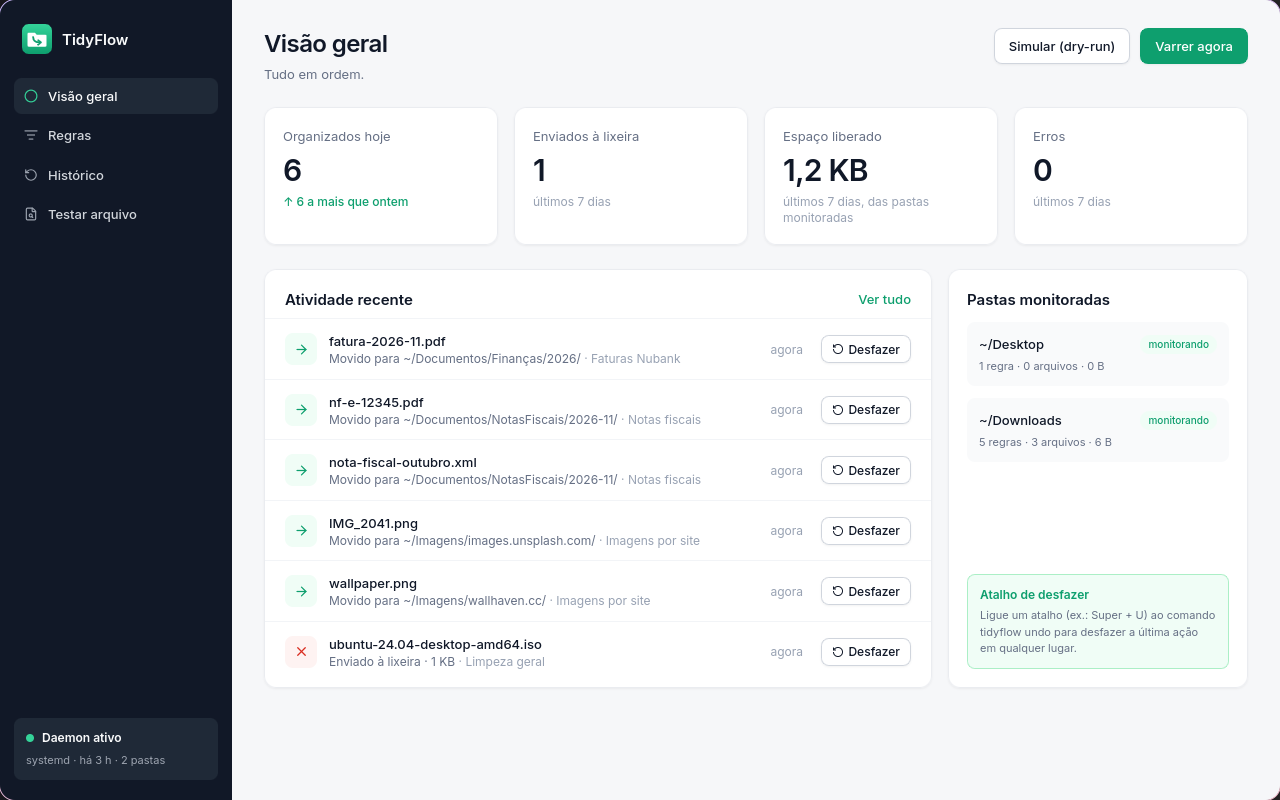 TidyFlow
Visão geral
Regras
Histórico
Testar arquivo
Daemon ativo
systemd · há 3 h · 2 pastas
Visão geral
Tudo em ordem.
Simular (dry-run)
Varrer agora
Organizados hoje
6
↑ 6 a mais que ontem
Enviados à lixeira
1
últimos 7 dias
Espaço liberado
1,2 KB
últimos 7 dias, das pastas
monitoradas
Erros
0
últimos 7 dias
Atividade recente
Ver tudo
fatura-2026-11.pdf
Movido para ~/Documentos/Finanças/2026/ · Faturas Nubank
agora
Desfazer
nf-e-12345.pdf
Movido para ~/Documentos/NotasFiscais/2026-11/ · Notas fiscais
agora
Desfazer
nota-fiscal-outubro.xml
Movido para ~/Documentos/NotasFiscais/2026-11/ · Notas fiscais
agora
Desfazer
IMG_2041.png
Movido para ~/Imagens/images.unsplash.com/ · Imagens por site
agora
Desfazer
wallpaper.png
Movido para ~/Imagens/wallhaven.cc/ · Imagens por site
agora
Desfazer
ubuntu-24.04-desktop-amd64.iso
Enviado à lixeira · 1 KB · Limpeza geral
agora
Desfazer
Pastas monitoradas
~/Desktop
monitorando
1 regra · 0 arquivos · 0 B
~/Downloads
monitorando
5 regras · 3 arquivos · 6 B
Atalho de desfazer
Ligue um atalho (ex.: Super + U) ao comando
tidyflow undo para desfazer a última ação
em qualquer lugar.